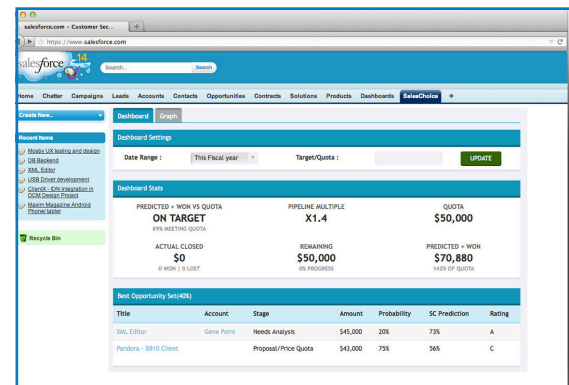 salesforce.com - Customer Sec...
https://www.salesforce.com
salesforce 14
Search... Search
Home Chatter Campaigns Leads Accounts Contacts Opportunities Contracts Solutions Products Dashboards SalesChoice +
Create New...
Dashboard Graph
Recent Items
Mosby UX testing and design
DB Backend
XML Editor
USB Driver development
ClientX - IDN Integration in
DCM Design Project
Maxim Magazine Android
Phone/tablet
Recycle Bin
Dashboard Settings
Date Range : This Fiscal year Target/Quota : UPDATE
Dashboard Stats
PREDICTED + WON VS QUOTA PIPELINE MULTIPLE QUOTA
ON TARGET X1.4 $50,000
89% MEETING QUOTA
ACTUAL CLOSED REMAINING PREDICTED + WON
$0 $50,000 $70,880
0 WON | 0 LOST 0% PROGRESS 142% OF QUOTA
Best Opportunity Set(40%)
Title Account Stage Amount Probability SC Prediction Rating
XML Editor Gene Point Needs Analysis $45,000 20% 73% A
Pandora - 8810 Client Proposal/Price Quota $43,000 75% 56% C